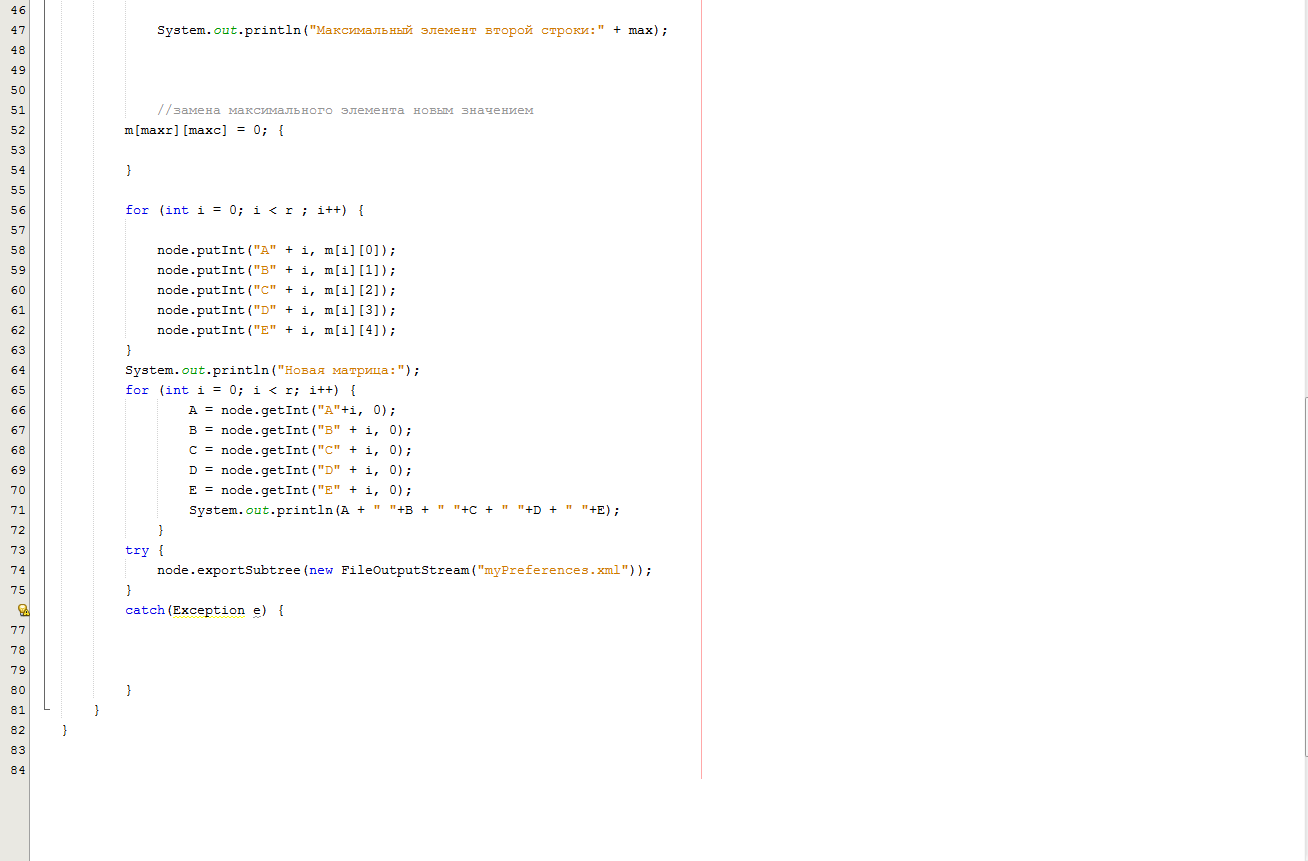 46
47 System.out.println("Максимальный элемент второй строки:" + max);
48
49
50
51 //замена максимального элемента новым значением
52 m[maxr][maxc] = 0; {
53
54 }
55
56 for (int i = 0; i < r ; i++) {
57
58 node.putInt("A" + i, m[i][0]);
59 node.putInt("B" + i, m[i][1]);
60 node.putInt("C" + i, m[i][2]);
61 node.putInt("D" + i, m[i][3]);
62 node.putInt("E" + i, m[i][4]);
63 }
64 System.out.println("Новая матрица:");
65 for (int i = 0; i < r; i++) {
66 A = node.getInt("A"+i, 0);
67 B = node.getInt("B" + i, 0);
68 C = node.getInt("C" + i, 0);
69 D = node.getInt("D" + i, 0);
70 E = node.getInt("E" + i, 0);
71 System.out.println(A + " "+B + " "+C + " "+D + " "+E);
72 }
73 try {
74 node.exportSubtree(new FileOutputStream("myPreferences.xml"));
75 }
catch(Exception e) {
77
78
79
80 }
81 }
82 }
83
84